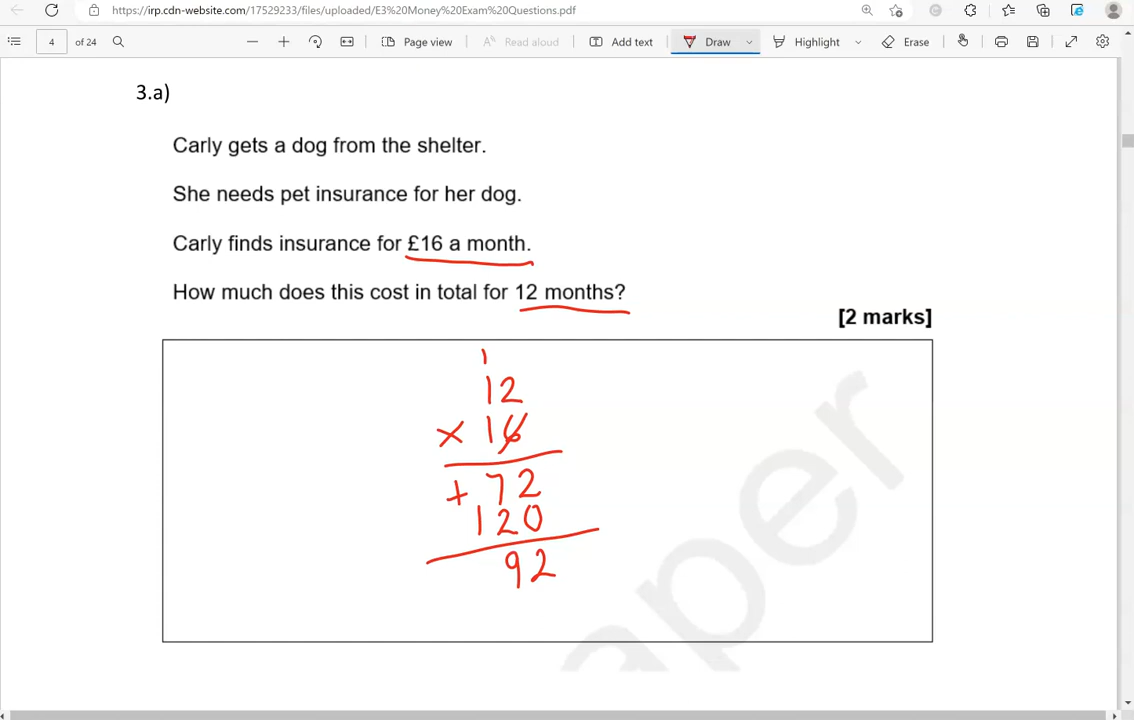 https://irp.cdn-website.com/17529233/files/uploaded/E3%20Money%20Exam%20Questions.pdf
4 of 24 Page view Read aloud Add text Draw Highlight Erase
3.a)
Carly gets a dog from the shelter.
She needs pet insurance for her dog.
Carly finds insurance for £16 a month.
How much does this cost in total for 12 months?
[2 marks]
1
12
× 16
+ 72
120
92
aper